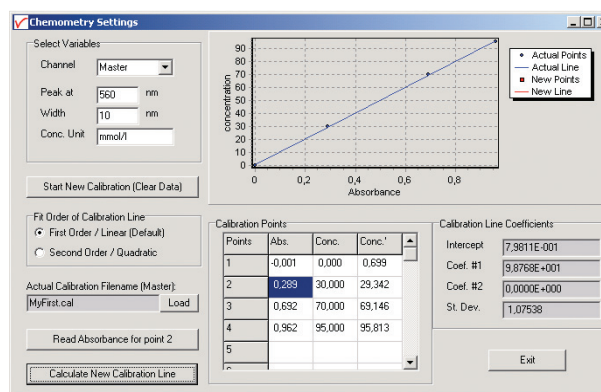 Chemometry Settings
Select Variables
Channel Master
Peak at 560 nm
Width 10 nm
Conc. Unit mmol/l
Start New Calibration (Clear Data)
Fit Order of Calibration Line
First Order / Linear (Default)
Second Order / Quadratic
Actual Calibration Filename (Master):
MyFirst.cal Load
Read Absorbance for point 2
Calculate New Calibration Line
concentration
90
80
70
60
50
40
30
20
10
0
0 0,2 0,4 0,6 0,8
Absorbance
Actual Points
Actual Line
New Points
New Line
Calibration Points
Points Abs. Conc. Conc.'
1 -0,001 0,000 0,699
2 0,289 30,000 29,342
3 0,692 70,000 69,146
4 0,962 95,000 95,813
5
Calibration Line Coefficients
Intercept 7,9811E-001
Coef. #1 9,8768E+001
Coef. #2 0,0000E+000
St. Dev. 1,07538
Exit